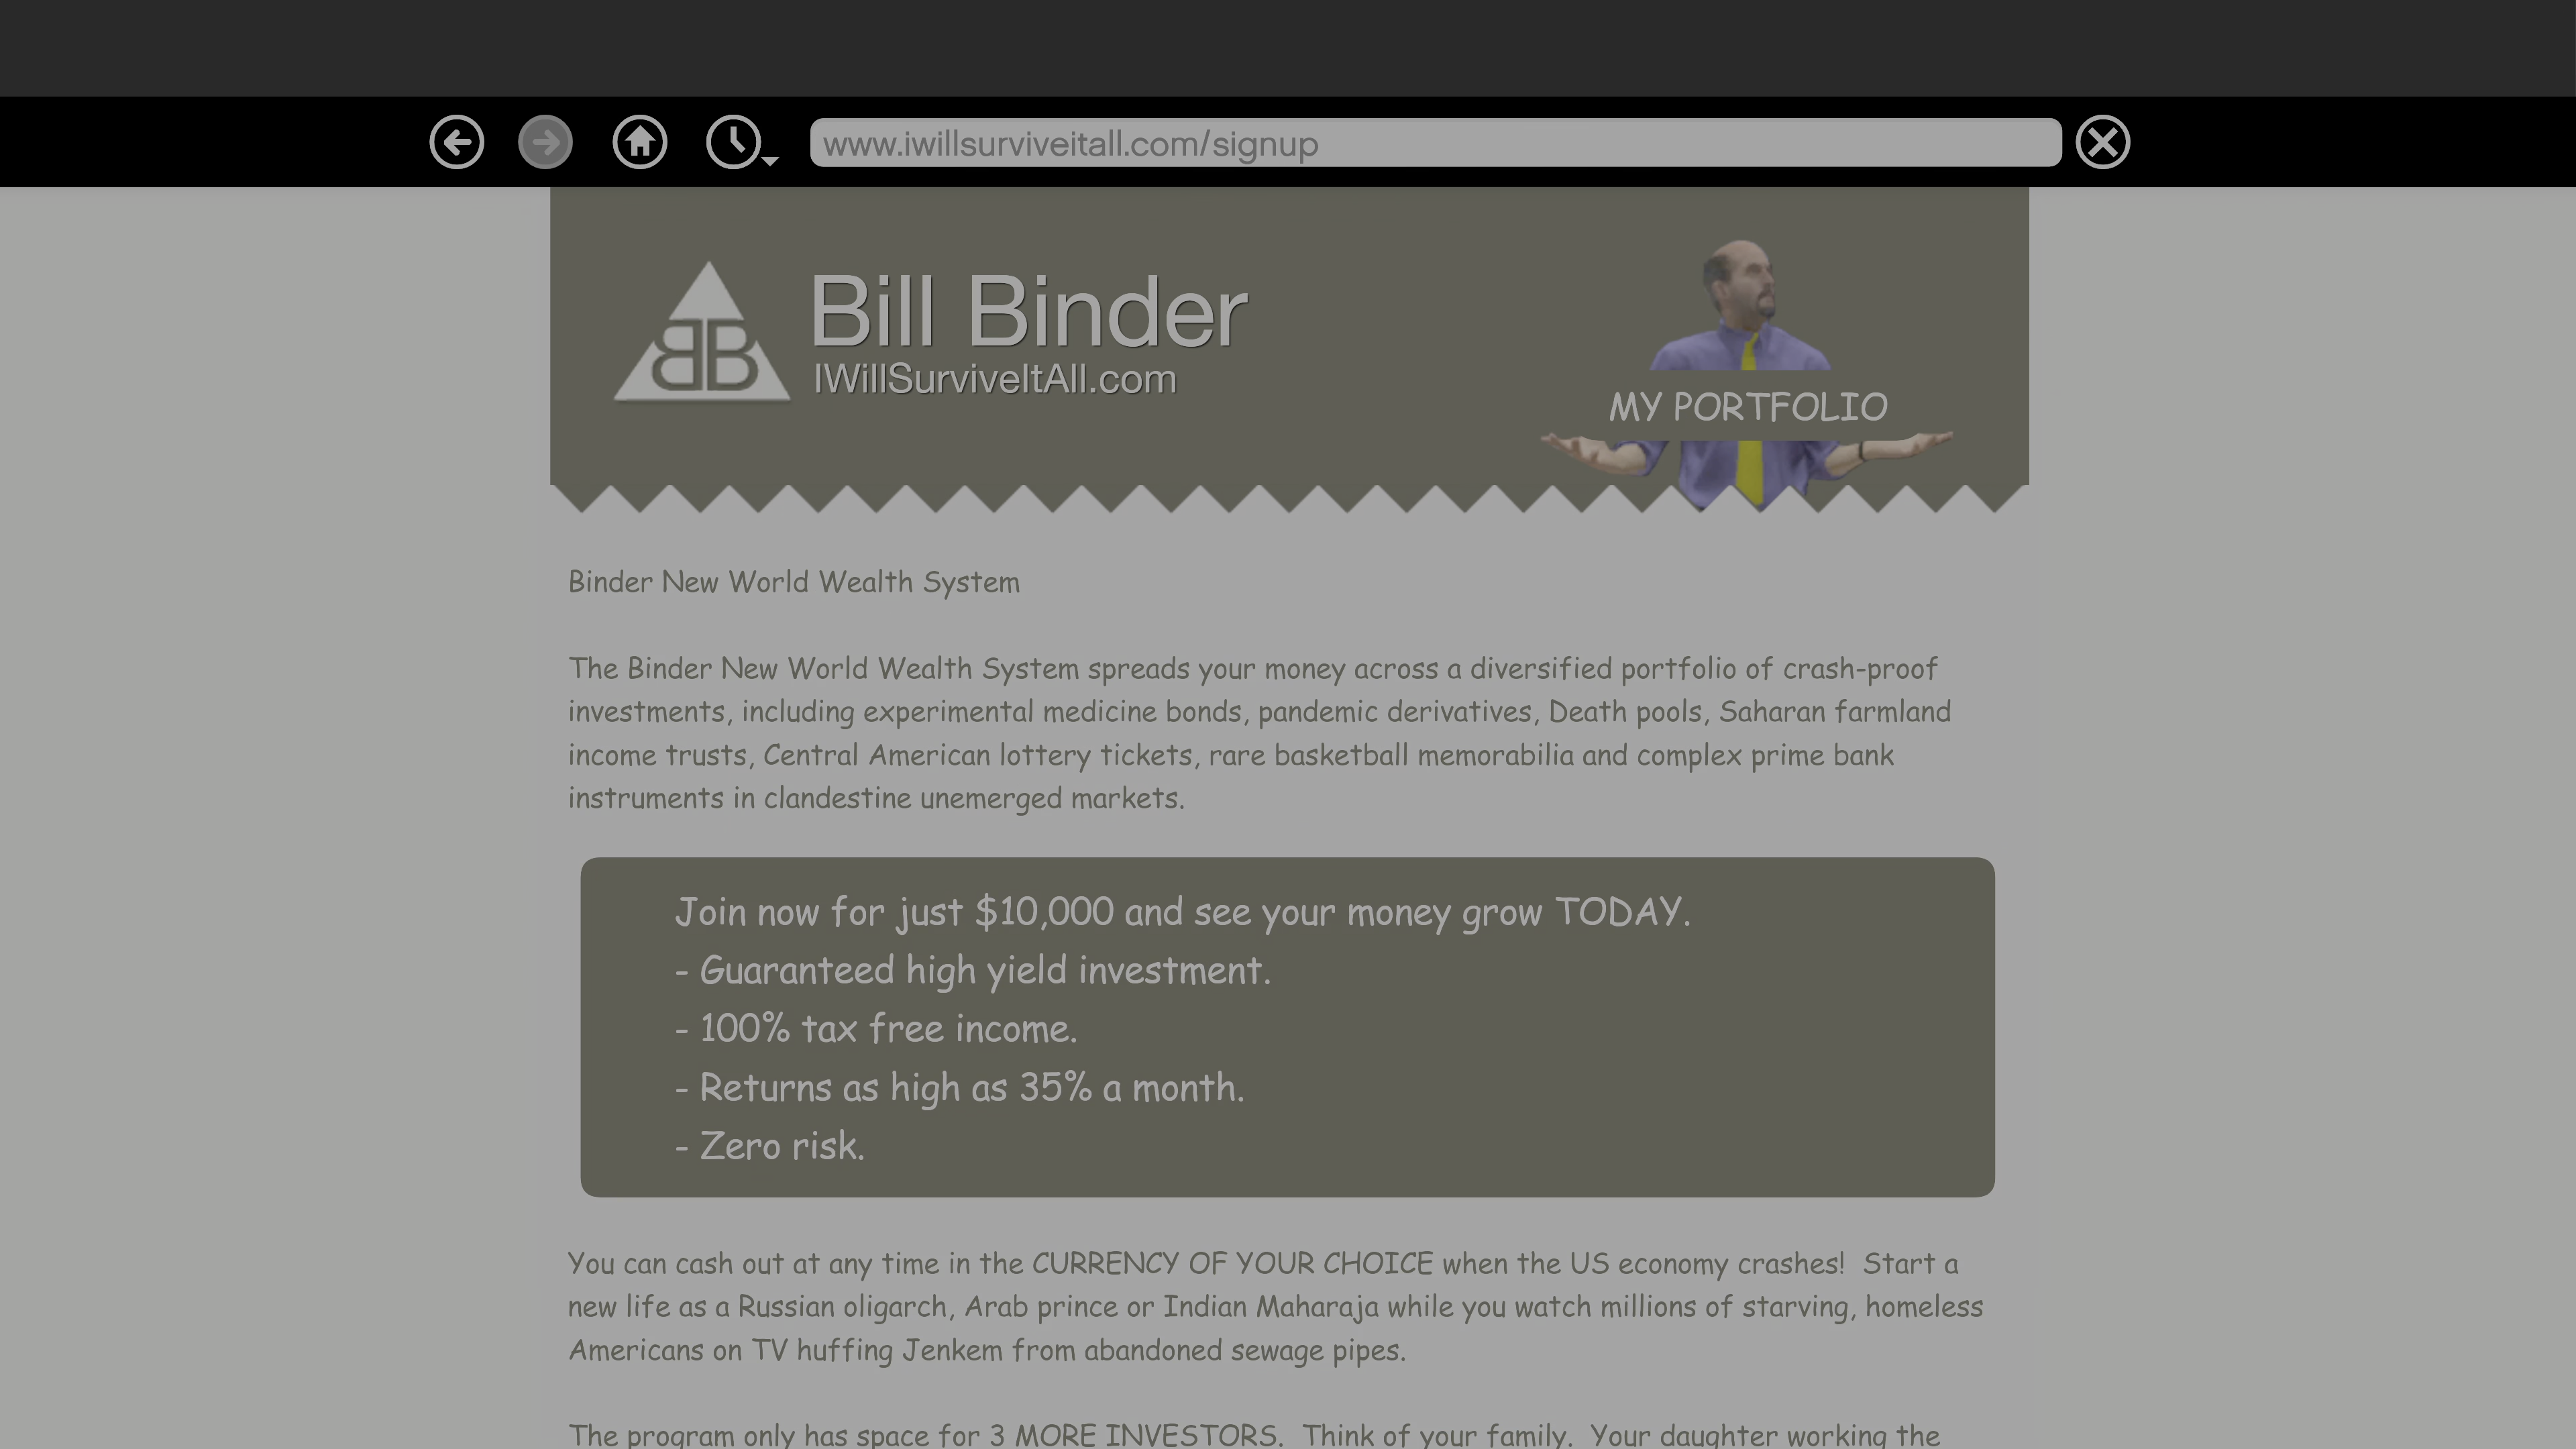 www.iwillsurviveitall.com/signup
BB
Bill Binder
IWillSurviveItAll.com
MY PORTFOLIO
Binder New World Wealth System
The Binder New World Wealth System spreads your money across a diversified portfolio of crash-proof
investments, including experimental medicine bonds, pandemic derivatives, Death pools, Saharan farmland
income trusts, Central American lottery tickets, rare basketball memorabilia and complex prime bank
instruments in clandestine unemerged markets.
Join now for just $10,000 and see your money grow TODAY.
- Guaranteed high yield investment.
- 100% tax free income.
- Returns as high as 35% a month.
- Zero risk.
You can cash out at any time in the CURRENCY OF YOUR CHOICE when the US economy crashes!  Start a
new life as a Russian oligarch, Arab prince or Indian Maharaja while you watch millions of starving, homeless
Americans on TV huffing Jenkem from abandoned sewage pipes.
The program only has space for 3 MORE INVESTORS.  Think of your family.  Your daughter working the